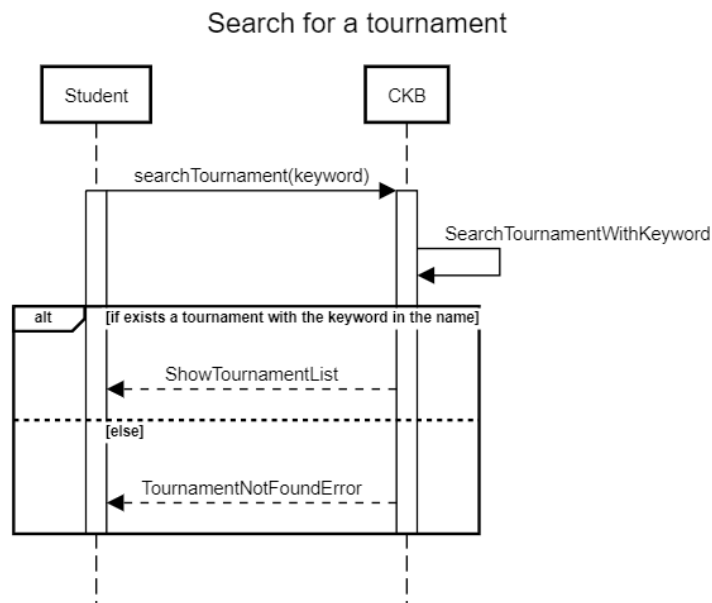 Search for a tournament
Student
CKB
searchTournament(keyword)
SearchTournamentWithKeyword
alt
[if exists a tournament with the keyword in the name]
ShowTournamentList
[else]
TournamentNotFoundError